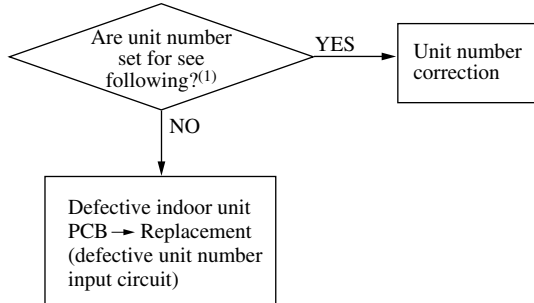 Are unit number
set for see
following?(1)
YES
Unit number
correction
NO
Defective indoor unit
PCB → Replacement
(defective unit number
input circuit)